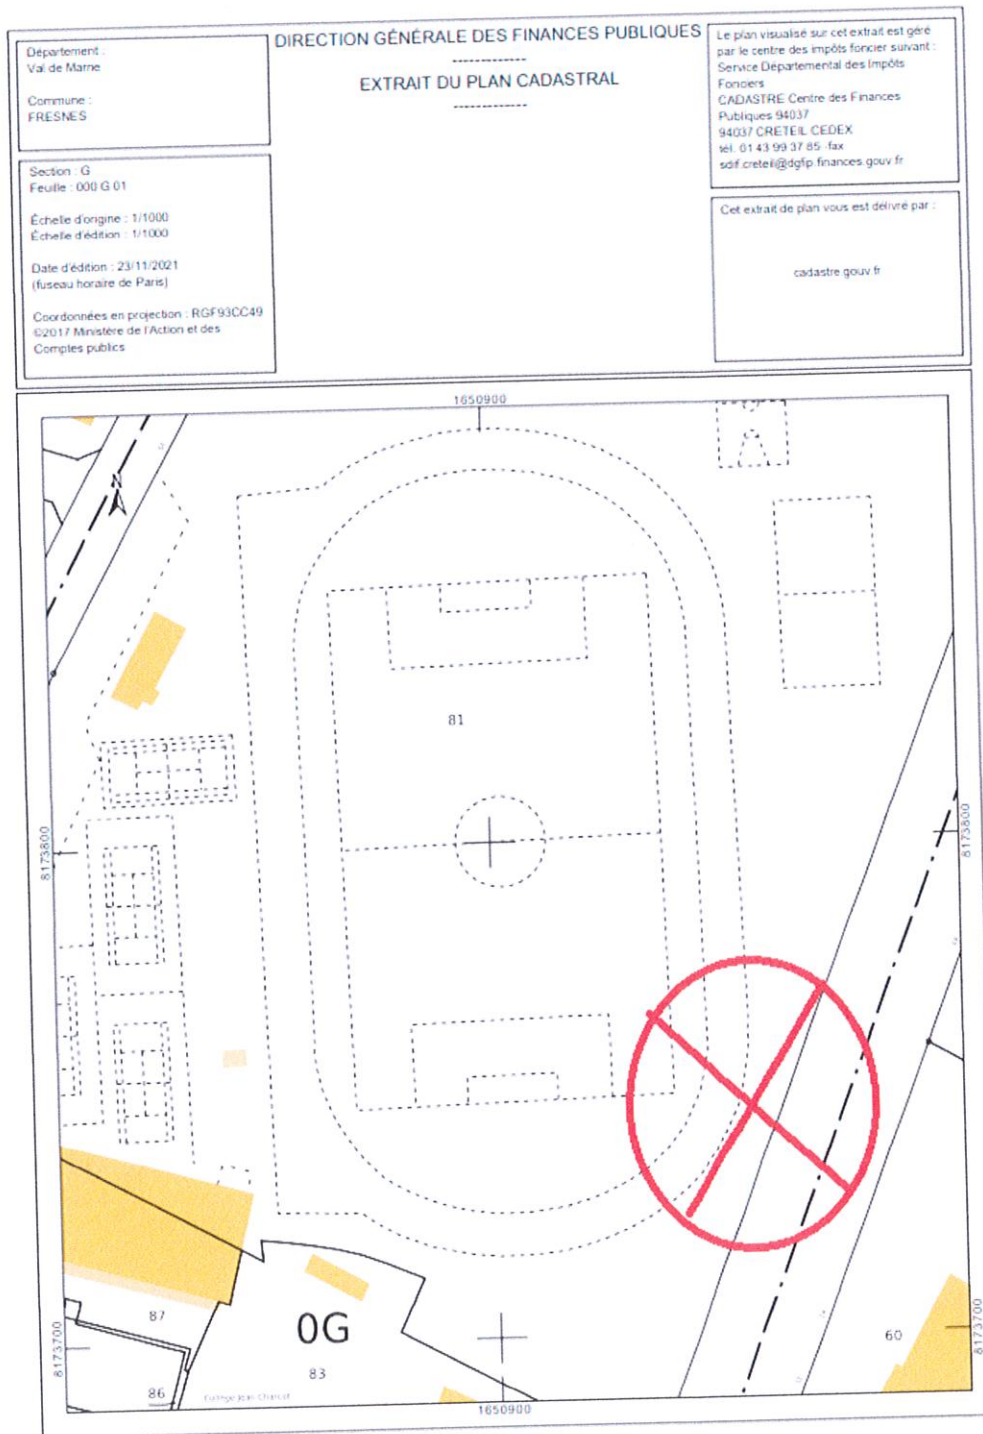 Département :
Val de Marne
Commune :
FRESNES
Section : G
Feuille : 000 G 01
Échelle d'origine : 1/1000
Échelle d'édition : 1/1000
Date d'édition : 23/11/2021
(fuseau horaire de Paris)
Coordonnées en projection : RGF93CC49
©2017 Ministère de l'Action et des
Comptes publics
DIRECTION GÉNÉRALE DES FINANCES PUBLIQUES
-------------
EXTRAIT DU PLAN CADASTRAL
-------------
Le plan visualisé sur cet extrait est géré
par le centre des impôts foncier suivant :
Service Départemental des Impôts
Fonciers
CADASTRE Centre des Finances
Publiques 94037
94037 CRETEIL CEDEX
tél. 01 43 99 37 85 -fax
sdif.creteil@dgfip.finances.gouv.fr
Cet extrait de plan vous est délivré par :
cadastre.gouv.fr
1650900
N
81
8173800
8173800
8173700
87
0G
83
86
Collège Jean Charcot
60
8173700
1650900